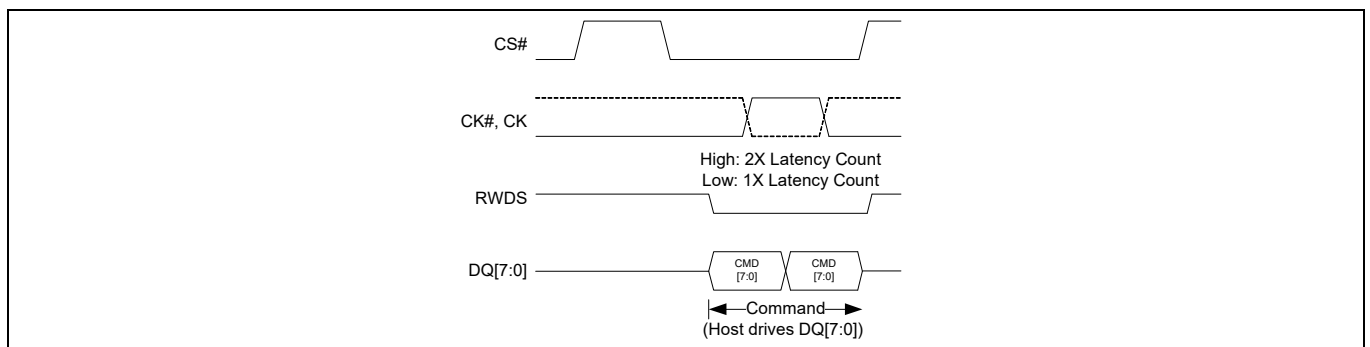 CS#
CK#, CK
High: 2X Latency Count
Low: 1X Latency Count
RWDS
DQ[7:0]
CMD
[7:0]
CMD
[7:0]
Command
(Host drives DQ[7:0])